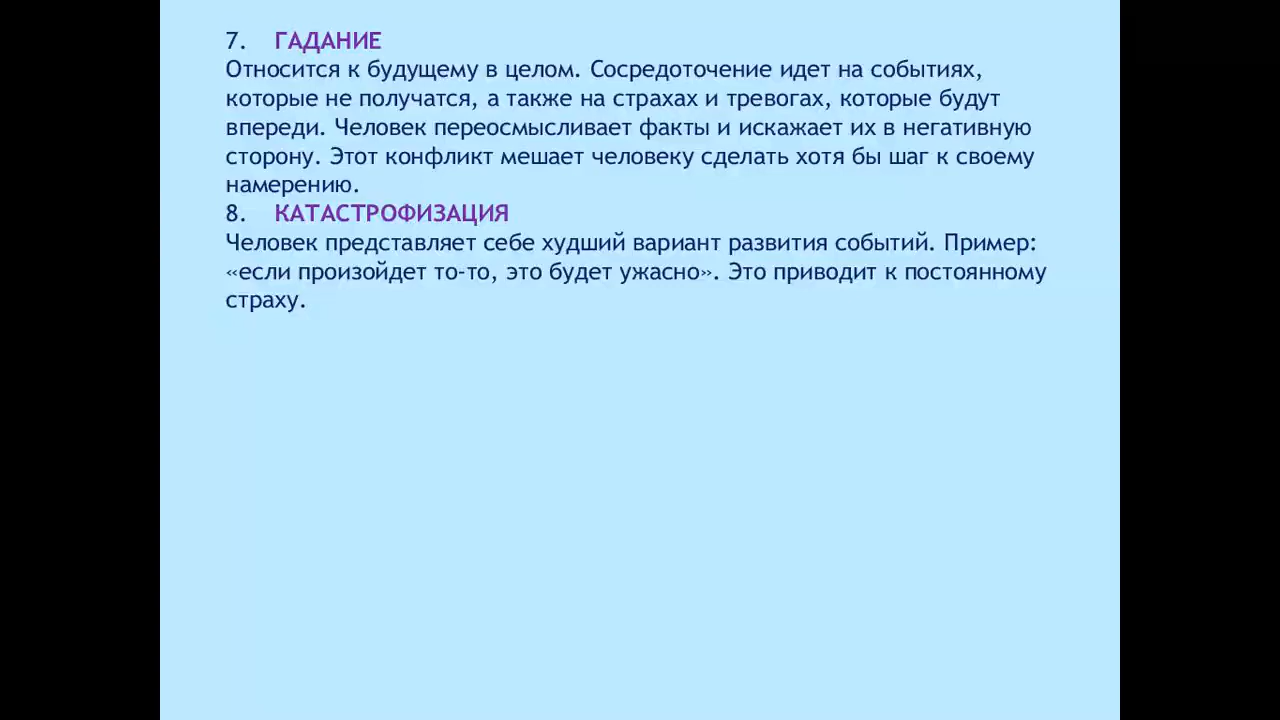 7. ГАДАНИЕ
Относится к будущему в целом. Сосредоточение идет на событиях,
которые не получатся, а также на страхах и тревогах, которые будут
впереди. Человек переосмысливает факты и искажает их в негативную
сторону. Этот конфликт мешает человеку сделать хотя бы шаг к своему
намерению.
8. КАТАСТРОФИЗАЦИЯ
Человек представляет себе худший вариант развития событий. Пример:
«если произойдет то-то, это будет ужасно». Это приводит к постоянному
страху.